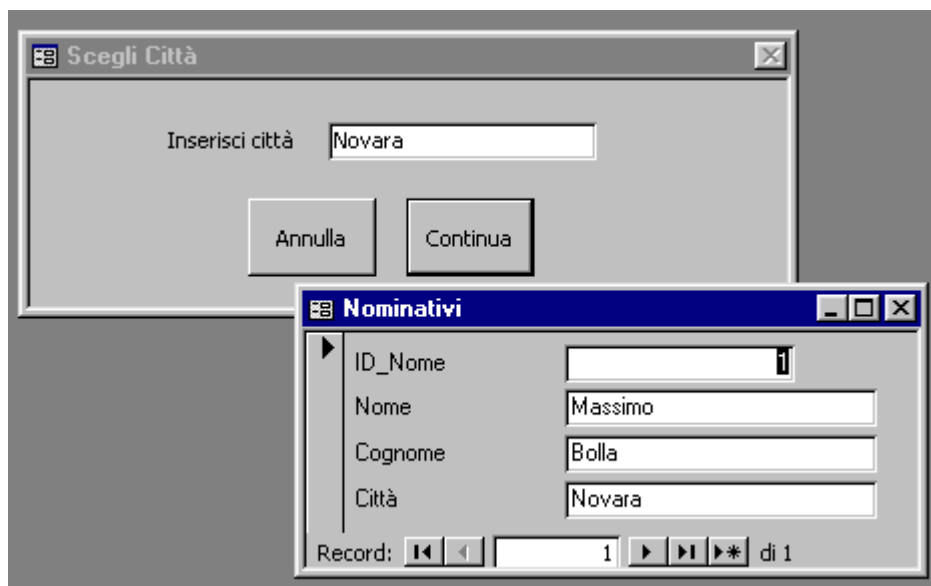 Scegli Città
Inserisci città Novara
Annulla Continua
Nominativi
ID_Nome 1
Nome Massimo
Cognome Bolla
Città Novara
Record: 1 di 1